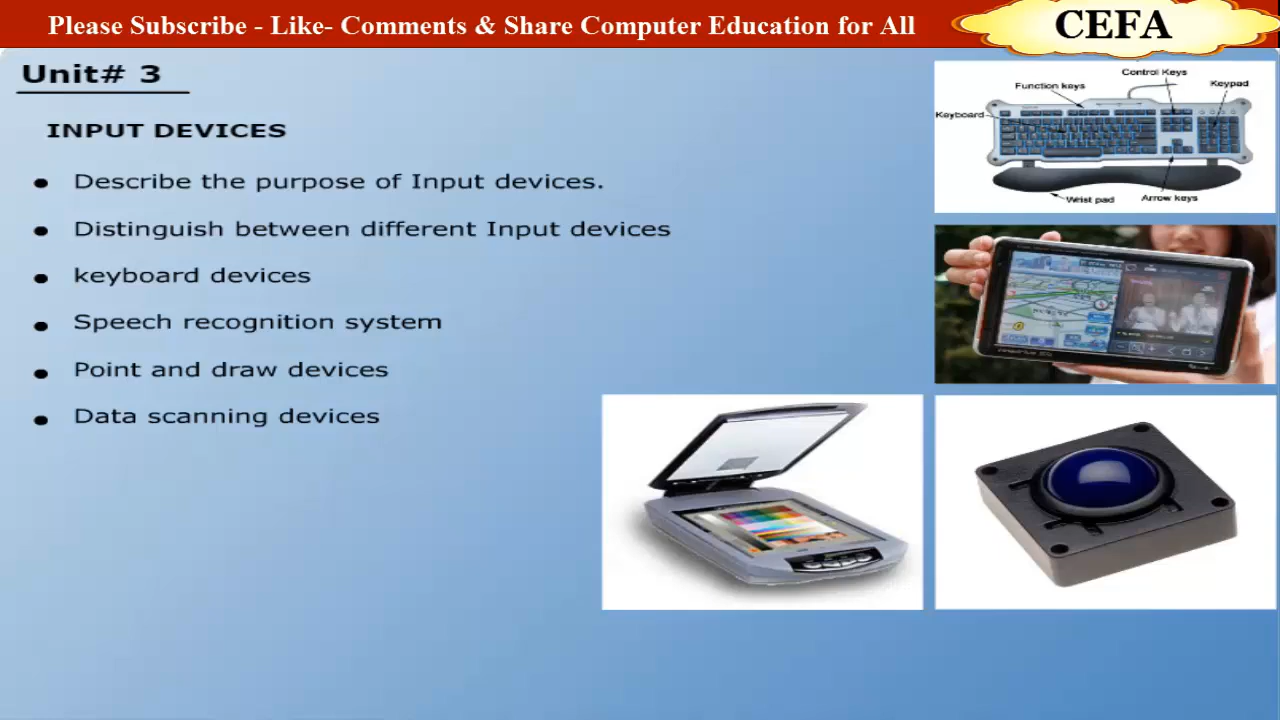 Please Subscribe - Like- Comments & Share Computer Education for All
CEFA
Unit# 3
INPUT DEVICES
Describe the purpose of Input devices.
Distinguish between different Input devices
keyboard devices
Speech recognition system
Point and draw devices
Data scanning devices
Control Keys
Function keys
Keypad
Keyboard
Wrist pad
Arrow keys